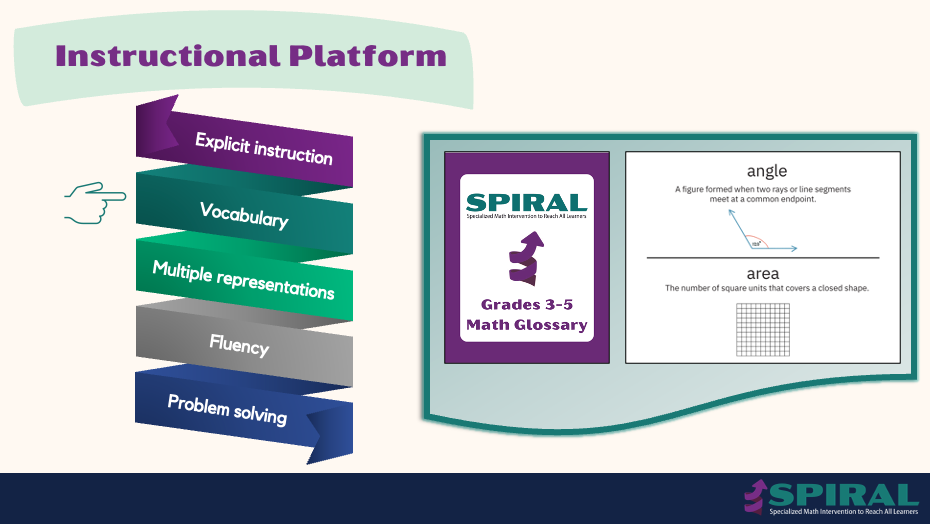 Instructional Platform
Explicit instruction
Vocabulary
Multiple representations
Fluency
Problem solving
SPIRAL
Specialized Math Intervention to Reach All Learners
Grades 3-5
Math Glossary
angle
A figure formed when two rays or line segments
meet at a common endpoint.
area
The number of square units that covers a closed shape.
SPIRAL
Specialized Math Intervention to Reach All Learners